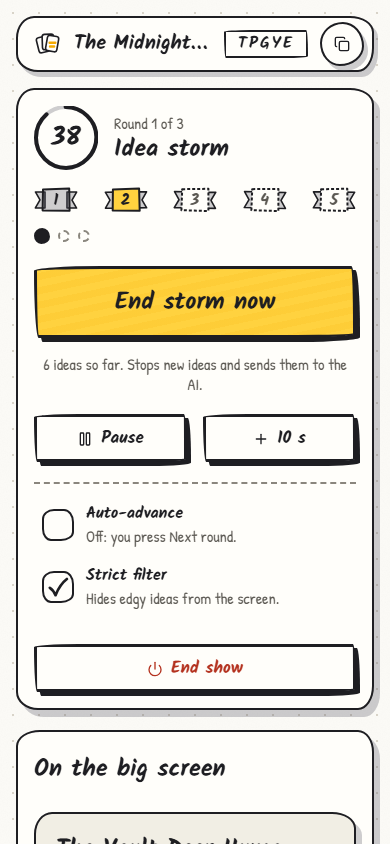 The Midnight...
TPGYE
38
Round 1 of 3
Idea storm
1
2
3
4
5
End storm now
6 ideas so far. Stops new ideas and sends them to the
AI.
Pause
+ 10 s
Auto-advance
Off: you press Next round.
Strict filter
Hides edgy ideas from the screen.
End show
On the big screen